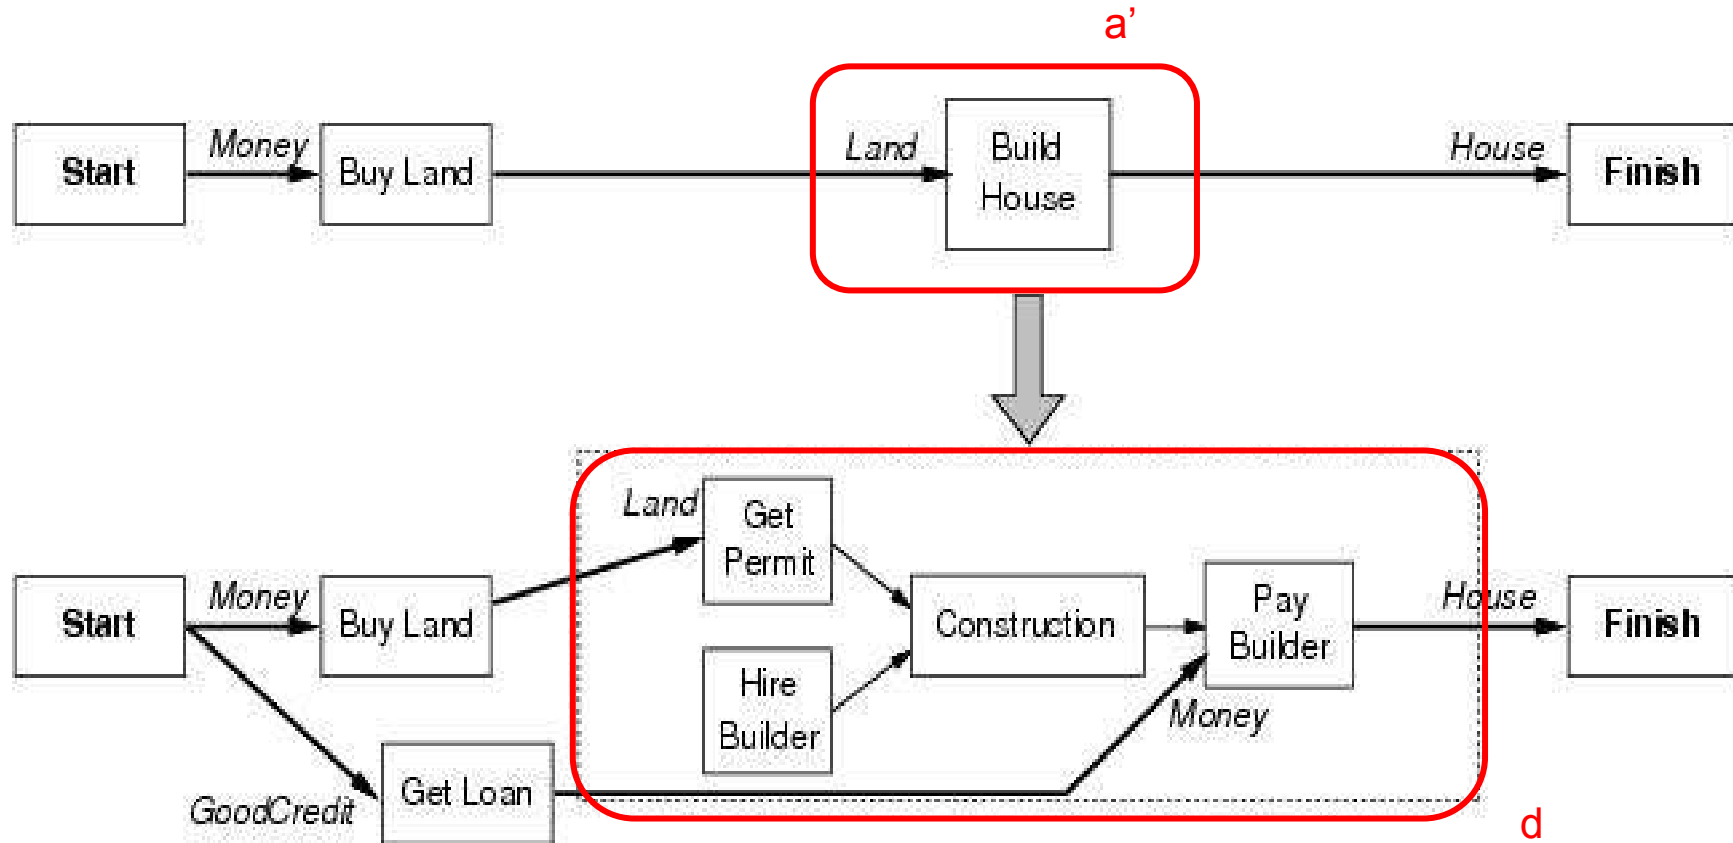 a’
Start
Money
Buy Land
Land
Build
House
House
Finish
Land
Get
Permit
Start
Money
Buy Land
Construction
Pay
Builder
House
Finish
Hire
Builder
Money
GoodCredit
Get Loan
d